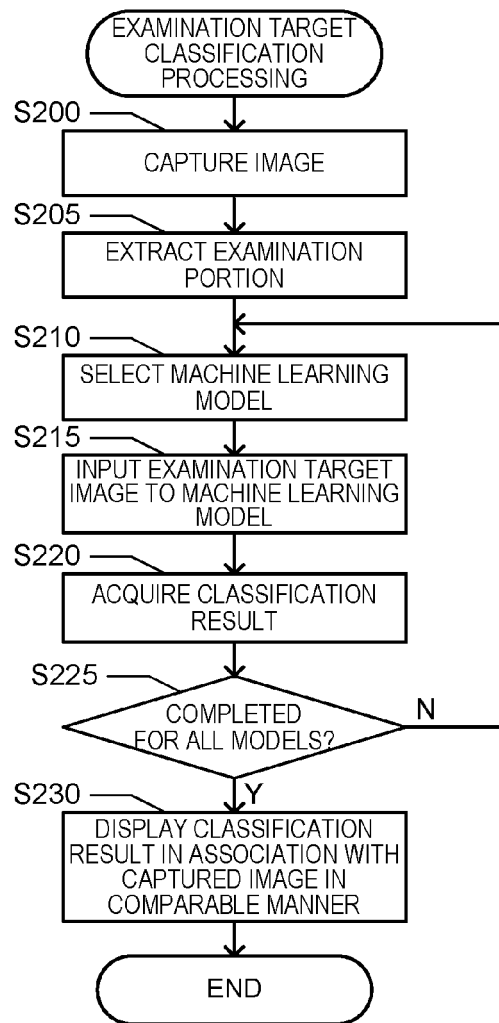 EXAMINATION TARGET
CLASSIFICATION
PROCESSING
S200
CAPTURE IMAGE
S205
EXTRACT EXAMINATION
PORTION
S210
SELECT MACHINE LEARNING
MODEL
S215
INPUT EXAMINATION TARGET
IMAGE TO MACHINE LEARNING
MODEL
S220
ACQUIRE CLASSIFICATION
RESULT
S225
COMPLETED
FOR ALL MODELS?
N
Y
S230
DISPLAY CLASSIFICATION
RESULT IN ASSOCIATION WITH
CAPTURED IMAGE IN
COMPARABLE MANNER
END